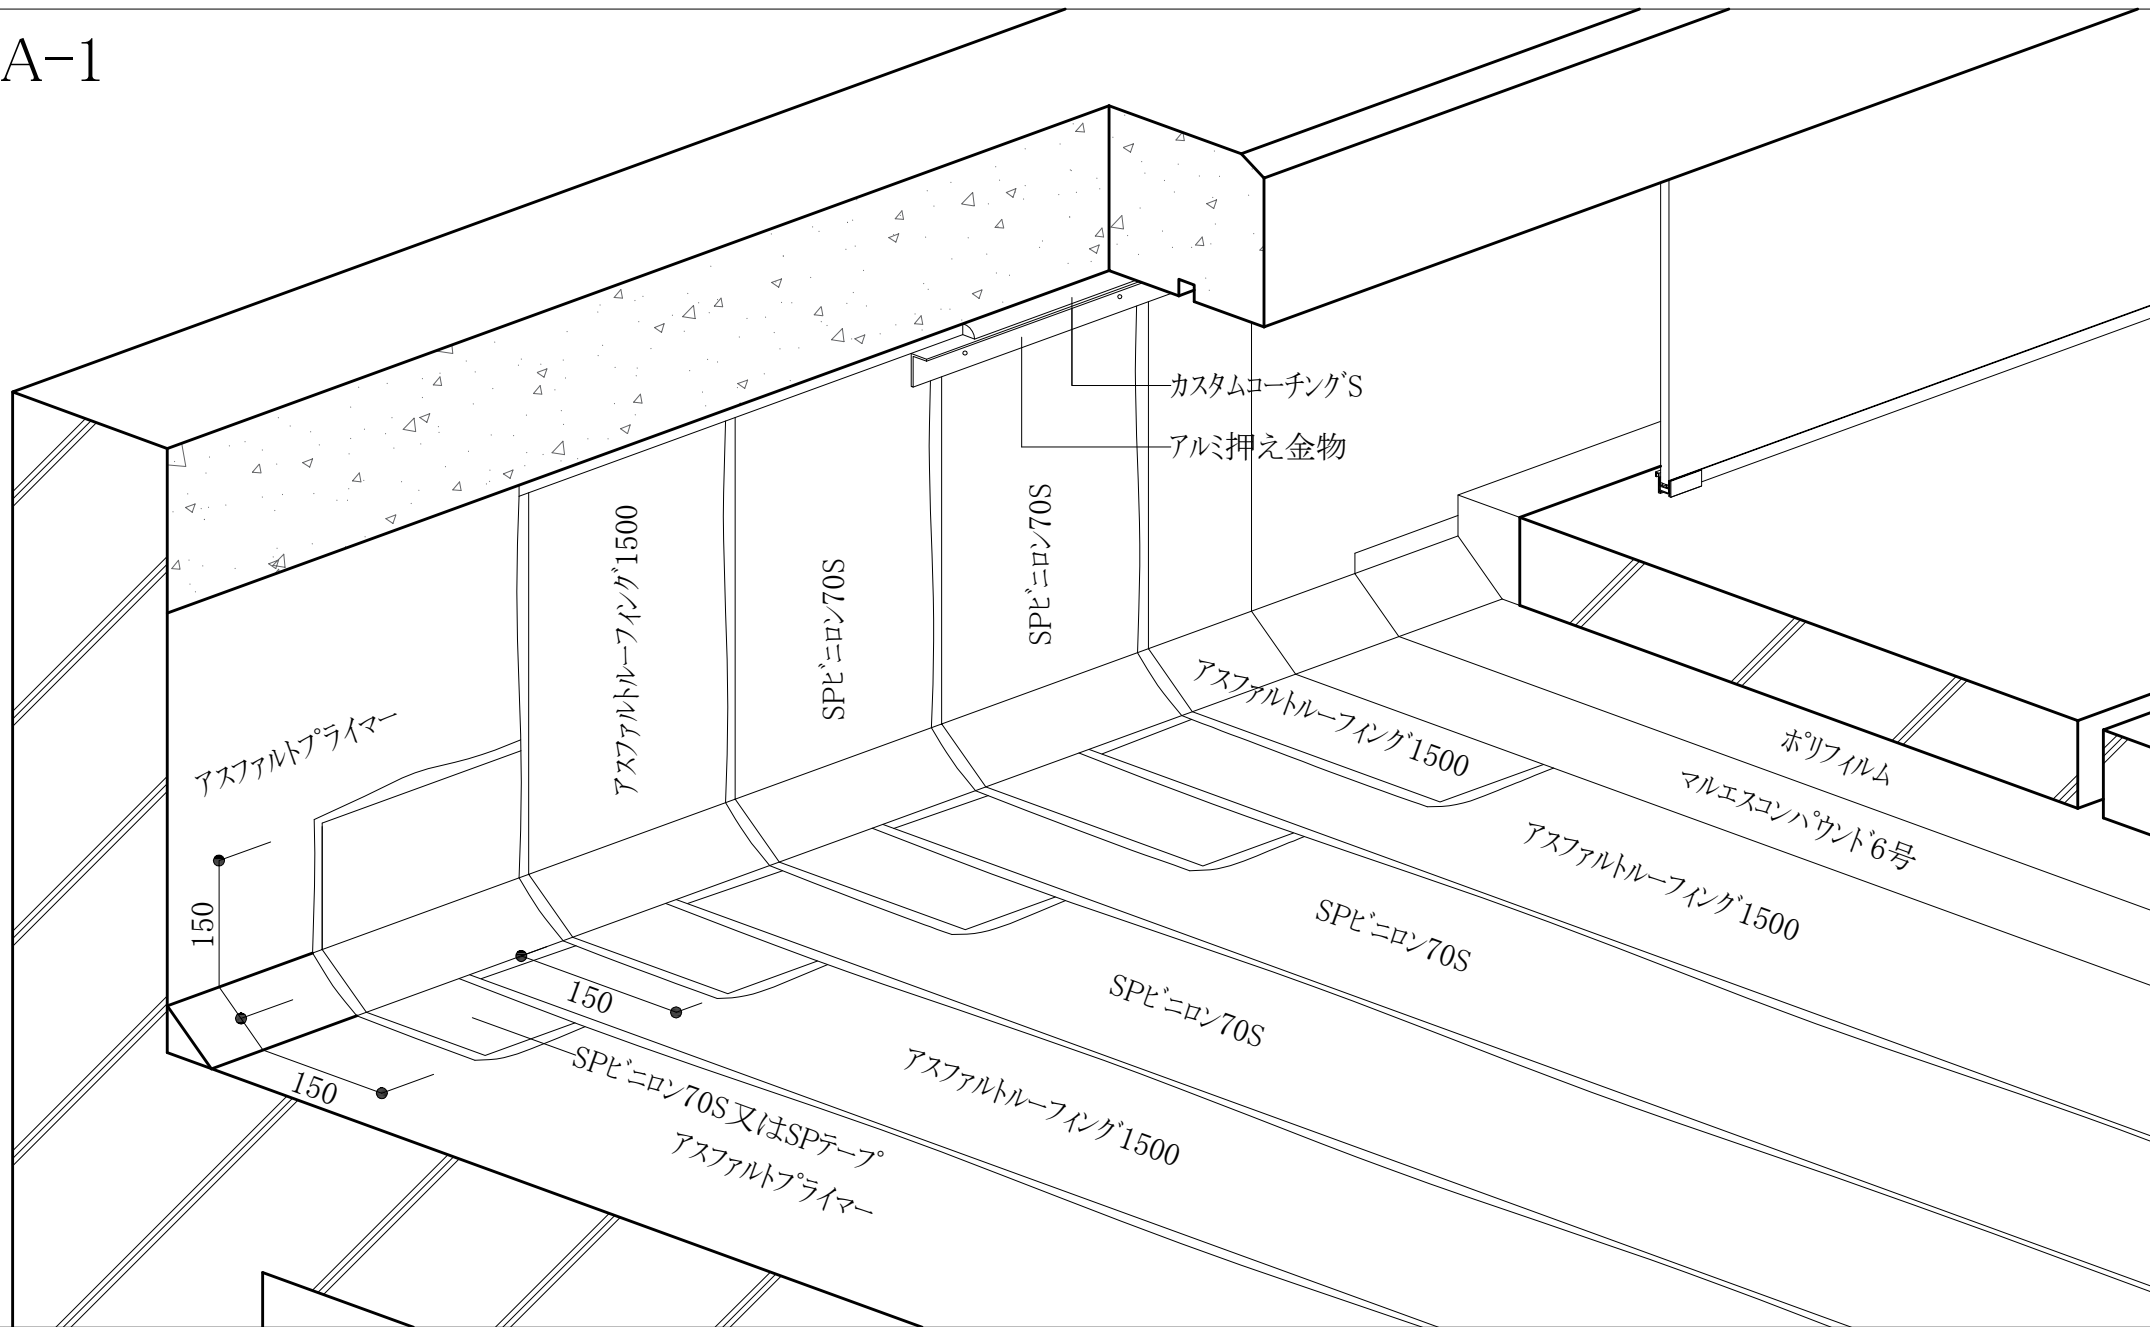 A-1
カスタムコーチングS
アルミ押え金物
アスファルトルーフィング1500
SPビニロン70S
SPビニロン70S
アスファルトプライマー
アスファルトルーフィング1500
ポリフィルム
マルエスコンパウンド6号
アスファルトルーフィング1500
SPビニロン70S
SPビニロン70S
アスファルトルーフィング1500
150
150
150
SPビニロン70S又はSPテープ
アスファルトプライマー